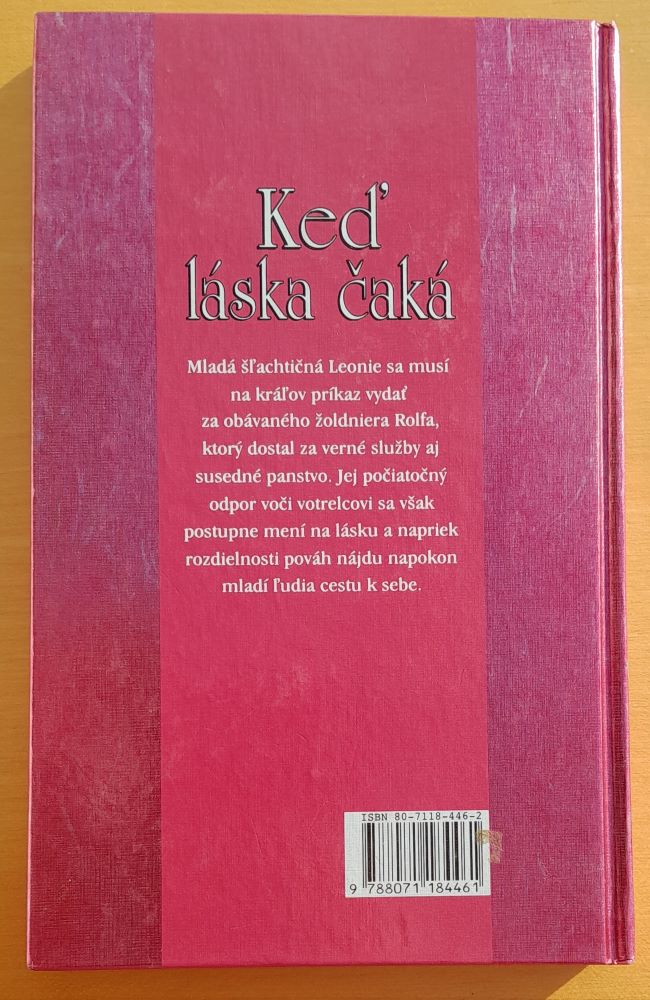 Keď
láska čaká
Mladá šľachtičná Leonie sa musí
na kráľov príkaz vydať
za obávaného žoldniera Rolfa,
ktorý dostal za verné služby aj
susedné panstvo. Jej počiatočný
odpor voči votrelcovi sa však
postupne mení na lásku a napriek
rozdielnosti pováh nájdu napokon
mladí ľudia cestu k sebe.
ISBN 80-7118-446-2
9 788071 184461